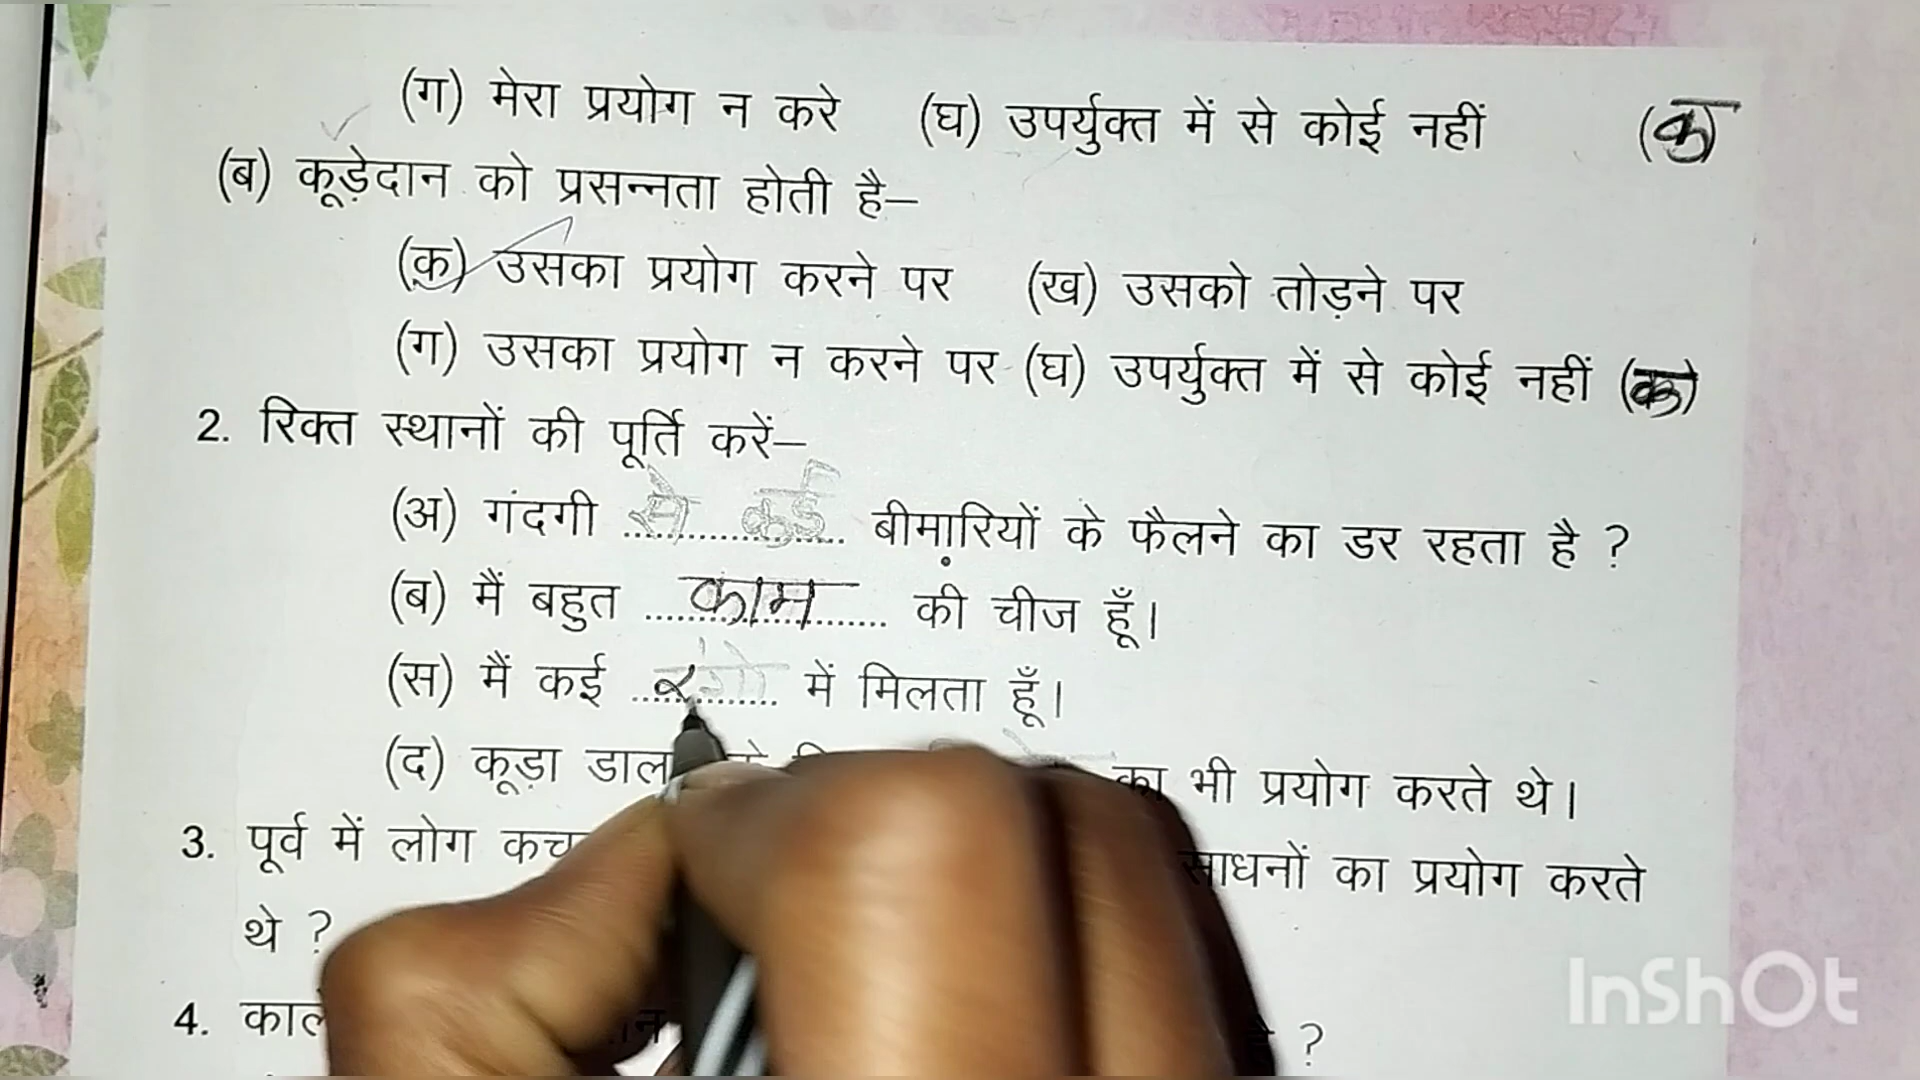 (ग) मेरा प्रयोग न करे (घ) उपर्युक्त में से कोई नहीं (क)
(ब) कूड़ेदान को प्रसन्नता होती है–
(क) उसका प्रयोग करने पर (ख) उसको तोड़ने पर
(ग) उसका प्रयोग न करने पर (घ) उपर्युक्त में से कोई नहीं (क)
2. रिक्त स्थानों की पूर्ति करें–
(अ) गंदगी से कई बीमारियों के फैलने का डर रहता है ?
(ब) मैं बहुत काम की चीज हूँ।
(स) मैं कई रंगो में मिलता हूँ।
(द) कूड़ा का भी प्रयोग करते थे।
3. पूर्व में लोग साधनों का प्रयोग करते
थे ?
4. ?
InShOt